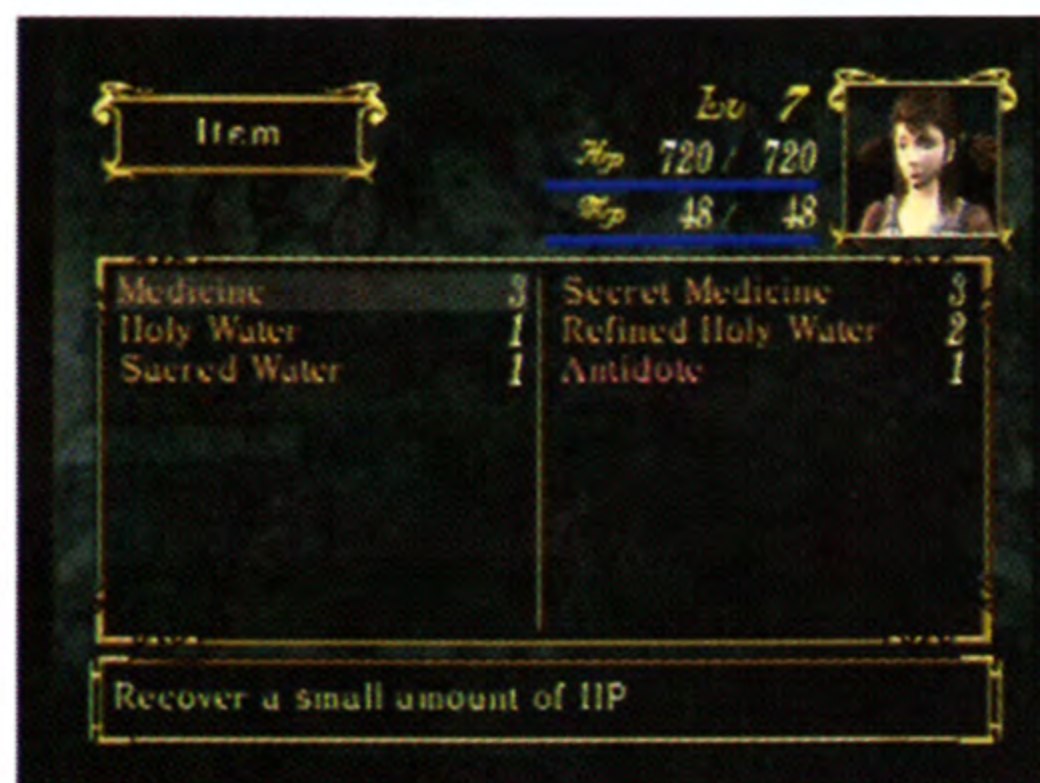 Item
Lv 7
Hp 720 / 720
Mp 48 / 48
Medicine 3
Secret Medicine 3
Holy Water 1
Refined Holy Water 2
Sacred Water 1
Antidote 1
Recover a small amount of HP